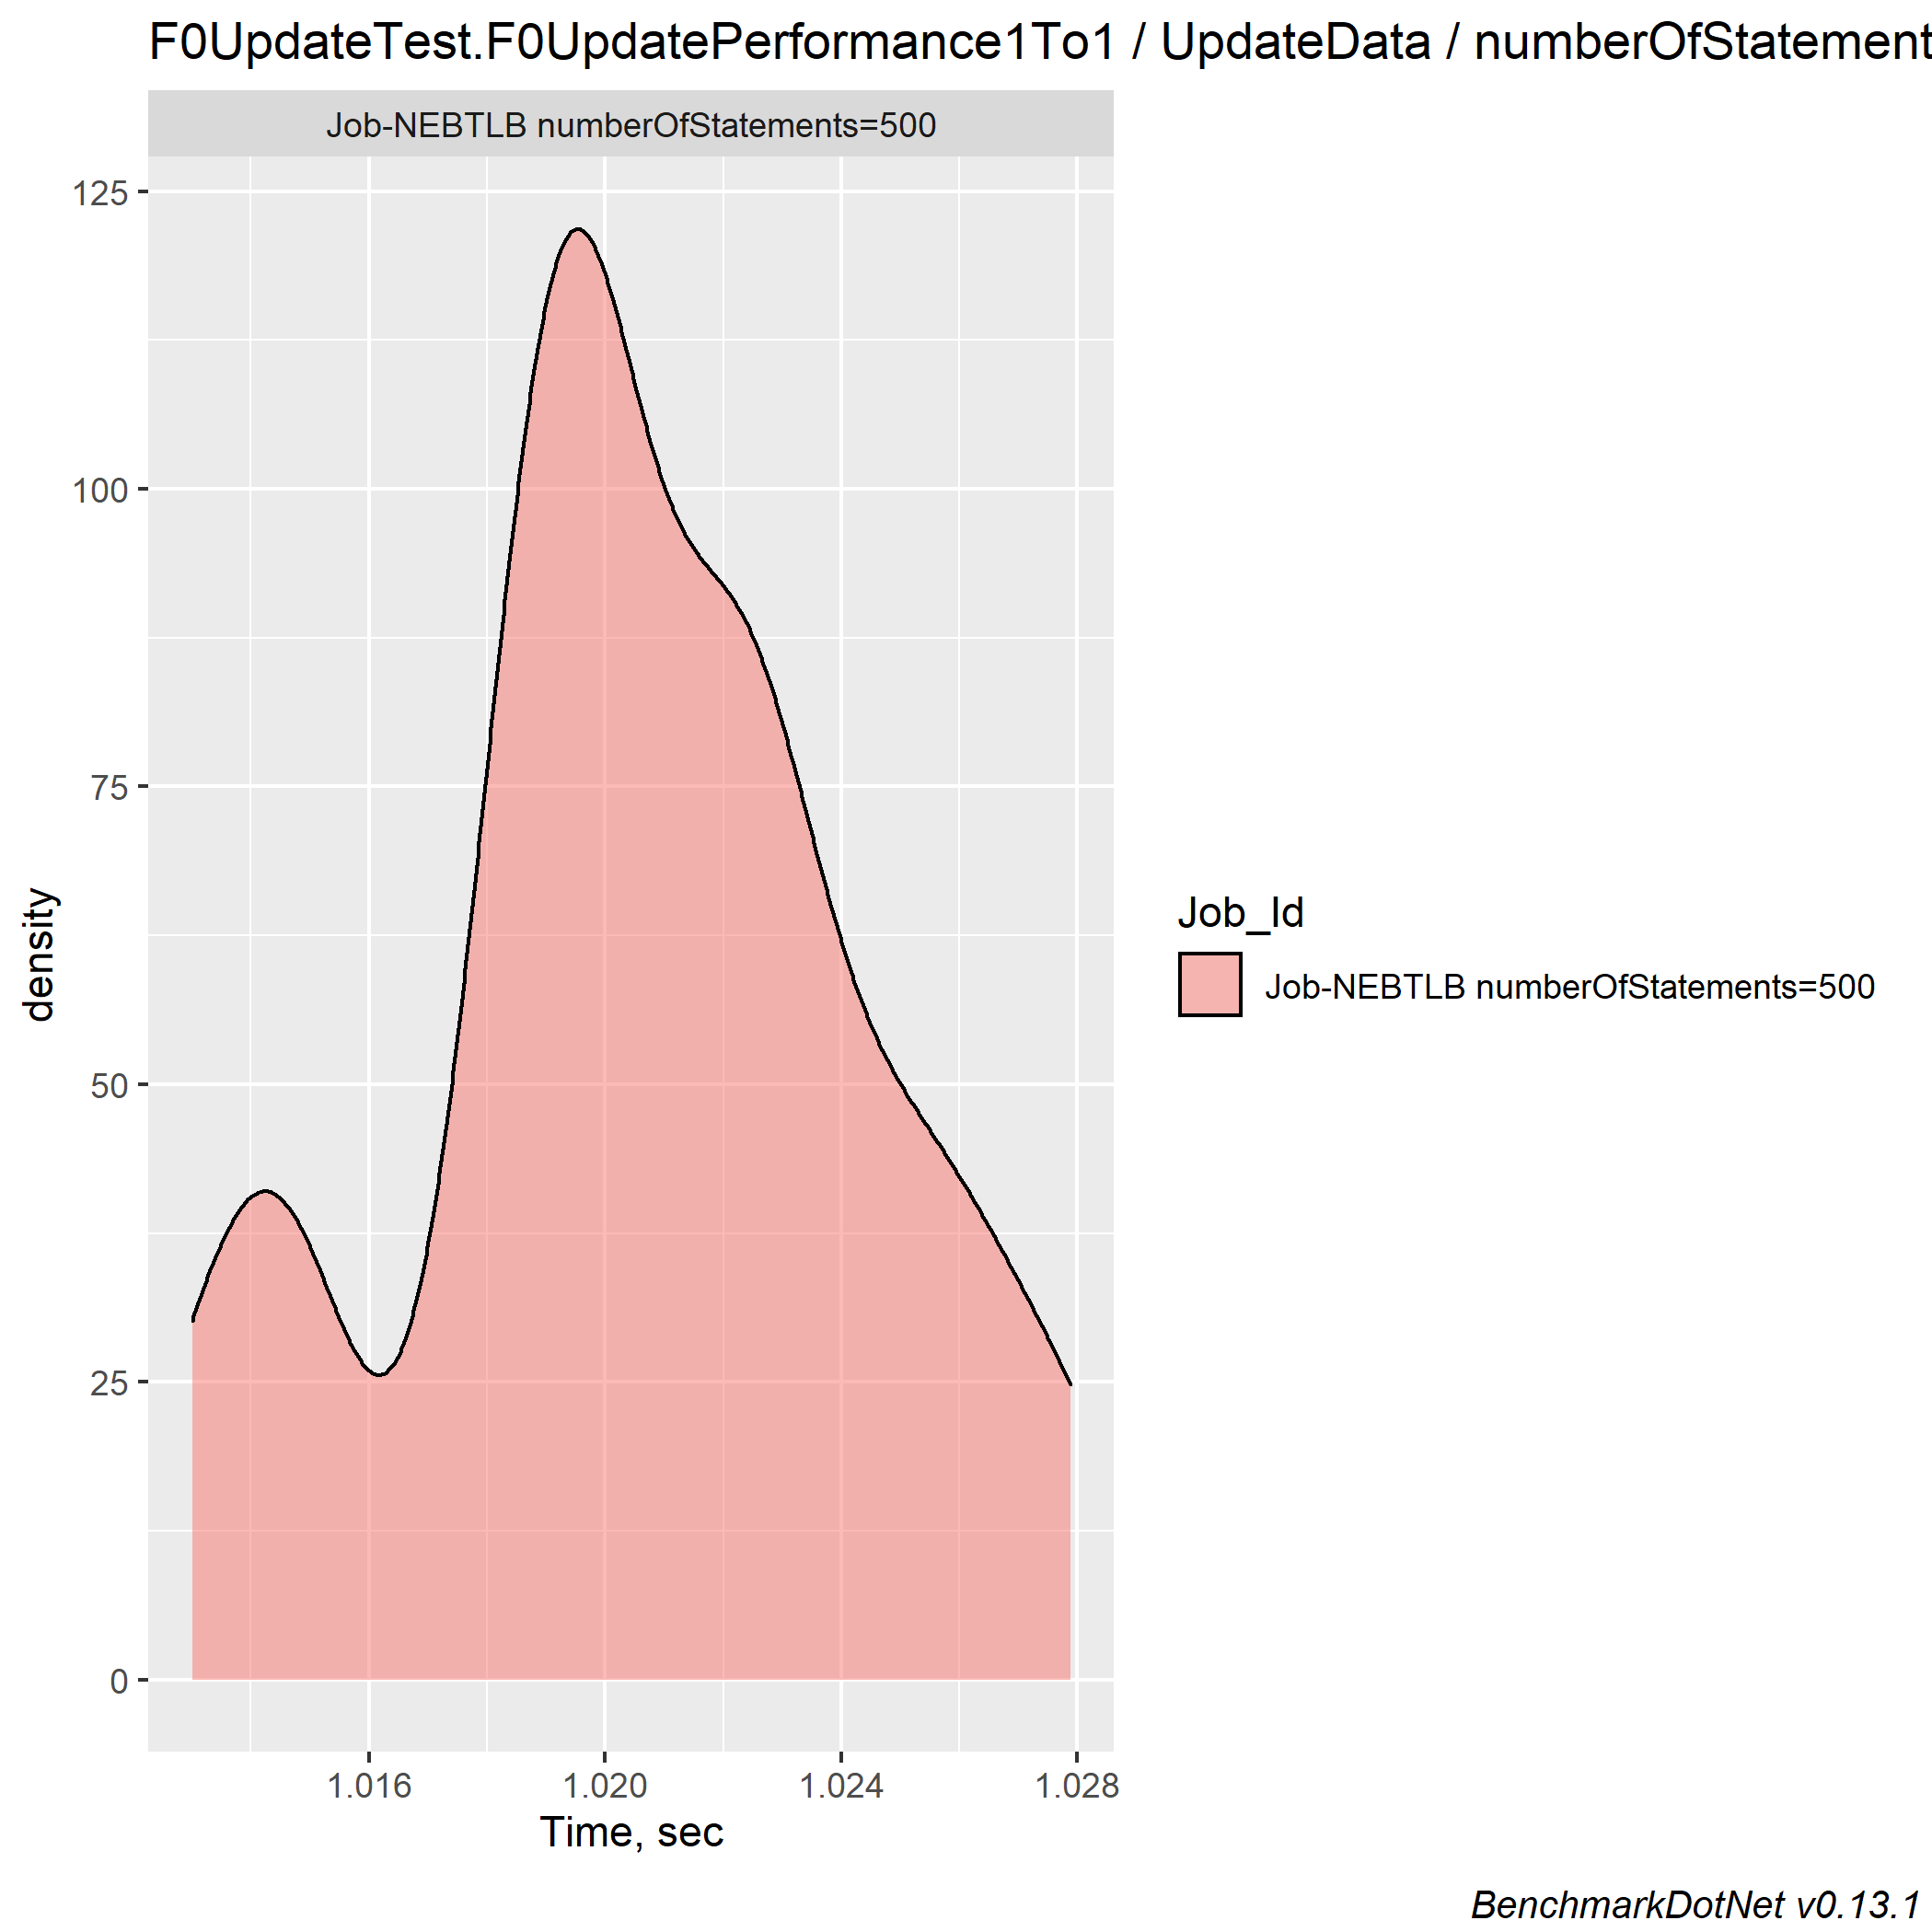 F0UpdateTest.F0UpdatePerformance1To1 / UpdateData / numberOfStatement
Job-NEBTLB numberOfStatements=500
125
100
75
50
25
0
density
1.016 1.020 1.024 1.028
Time, sec
Job_Id
Job-NEBTLB numberOfStatements=500
BenchmarkDotNet v0.13.1